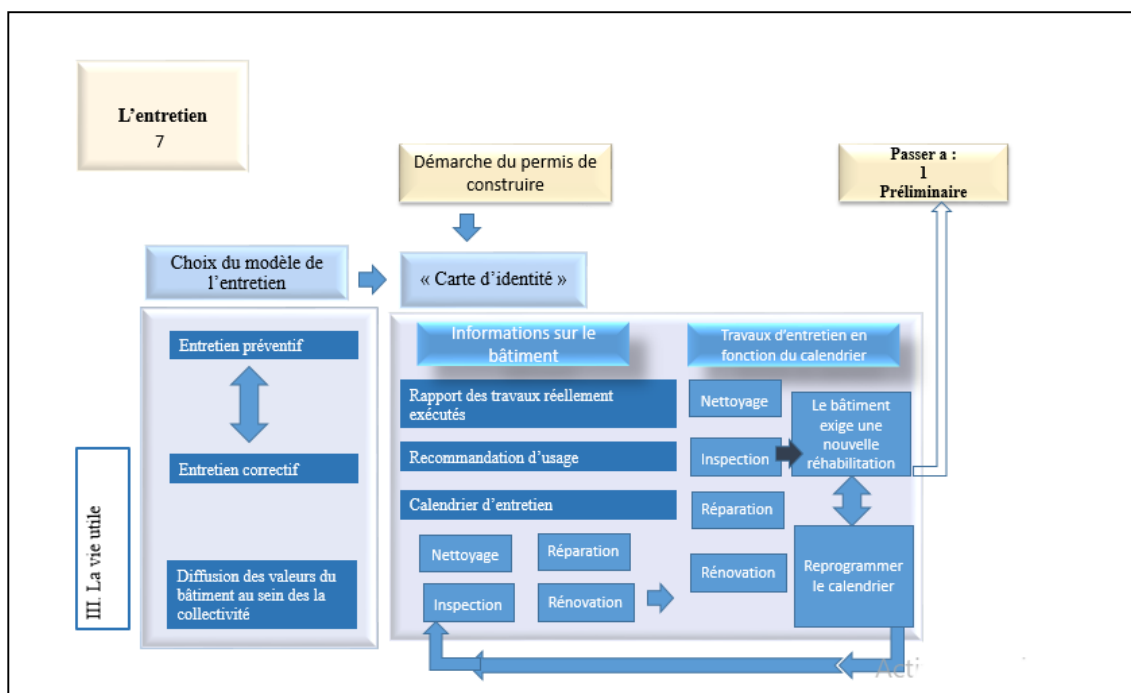 L'entretien
7
Démarche du permis de
construire
Passer a :
1
Préliminaire
Choix du modèle de
l'entretien
« Carte d'identité »
III. La vie utile
Entretien préventif
Entretien correctif
Diffusion des valeurs du
bâtiment au sein des la
collectivité
Informations sur le
bâtiment
Rapport des travaux réellement
exécutés
Recommandation d'usage
Calendrier d'entretien
Nettoyage
Réparation
Inspection
Rénovation
Travaux d'entretien en
fonction du calendrier
Nettoyage
Inspection
Réparation
Rénovation
Le bâtiment
exige une
nouvelle
réhabilitation
Reprogrammer
le calendrier